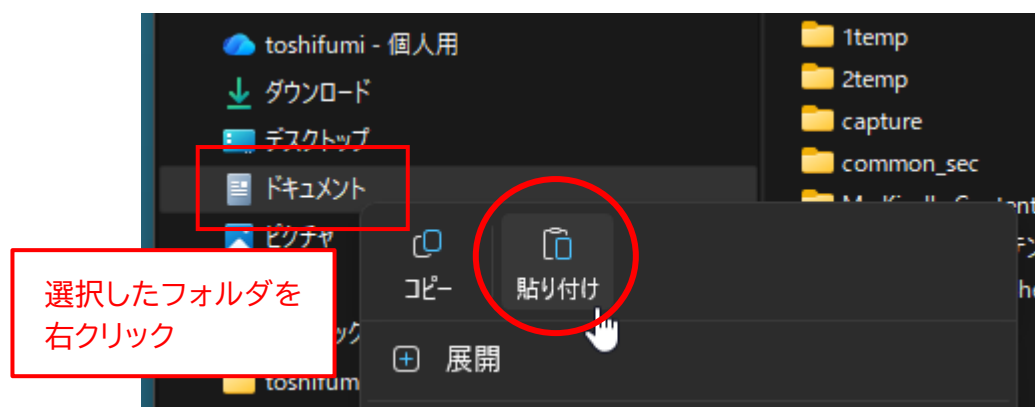 toshifumi - 個人用
ダウンロード
デスクトップ
ドキュメント
ピクチャ
選択したフォルダを
右クリック
ック
toshifum
コピー
貼り付け
展開
1temp
2temp
capture
common_sec